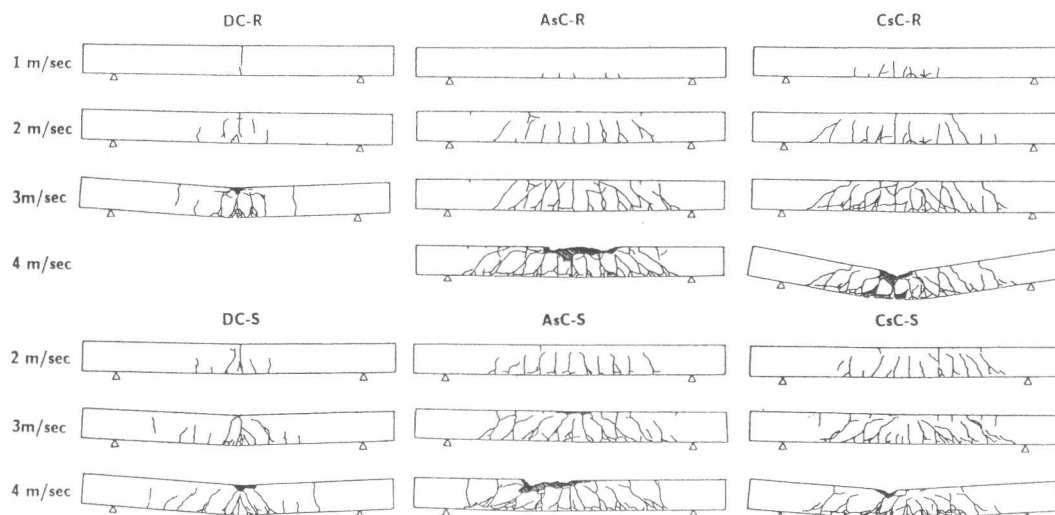 DC-R AsC-R CsC-R
1 m/sec
2 m/sec
3m/sec
4 m/sec
DC-S AsC-S CsC-S
2 m/sec
3m/sec
4 m/sec